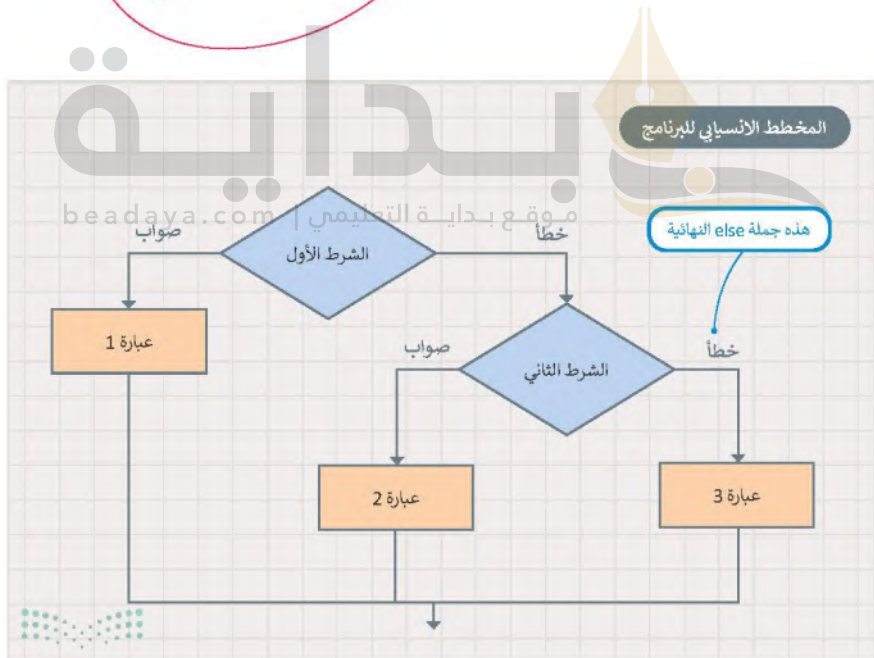 بداية
المخطط الانسيابي للبرنامج
beadaya.com | موقع بداية التعليمي
هذه جملة else النهائية
خطأ
صواب
الشرط الأول
عبارة 1
خطأ
صواب
الشرط الثاني
عبارة 3
عبارة 2